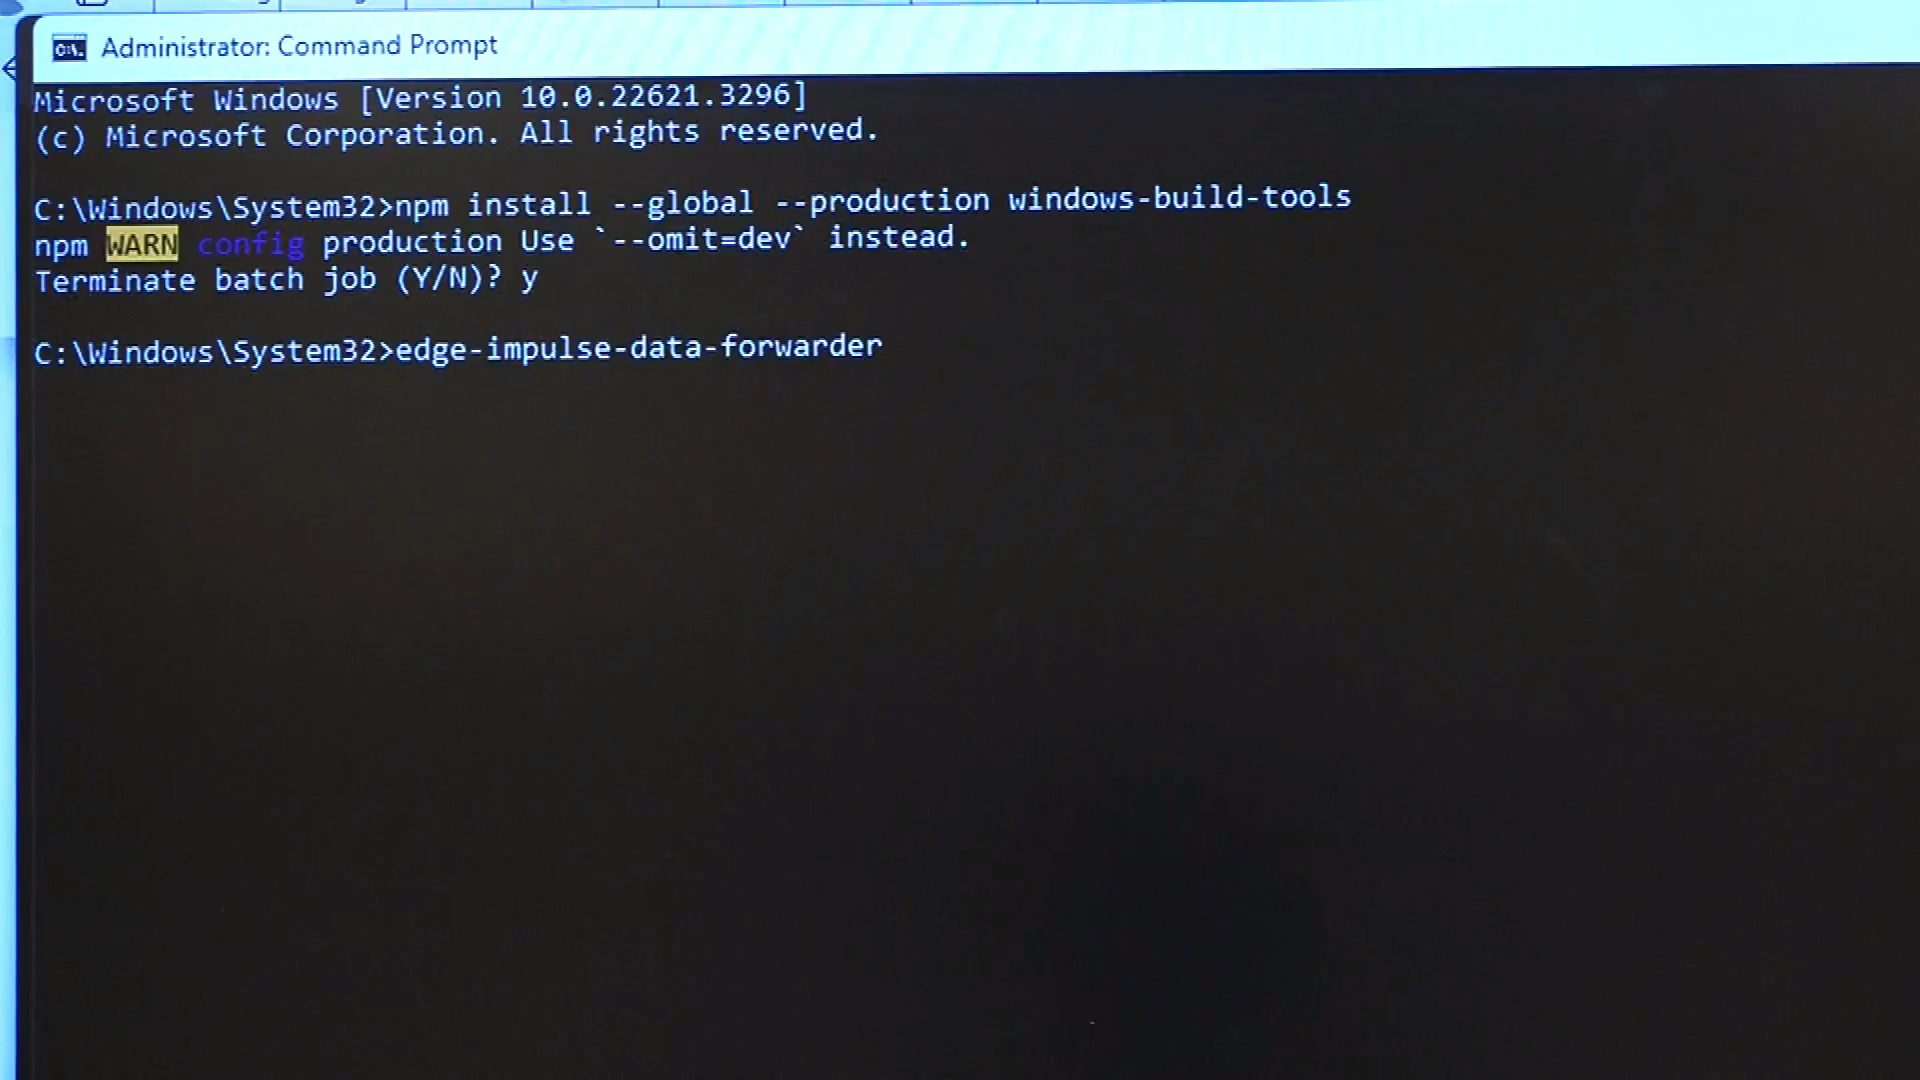 Administrator: Command Prompt
Microsoft Windows [Version 10.0.22621.3296]
(c) Microsoft Corporation. All rights reserved.
C:\Windows\System32>npm install --global --production windows-build-tools
npm WARN config production Use `--omit=dev` instead.
Terminate batch job (Y/N)? y
C:\Windows\System32>edge-impulse-data-forwarder